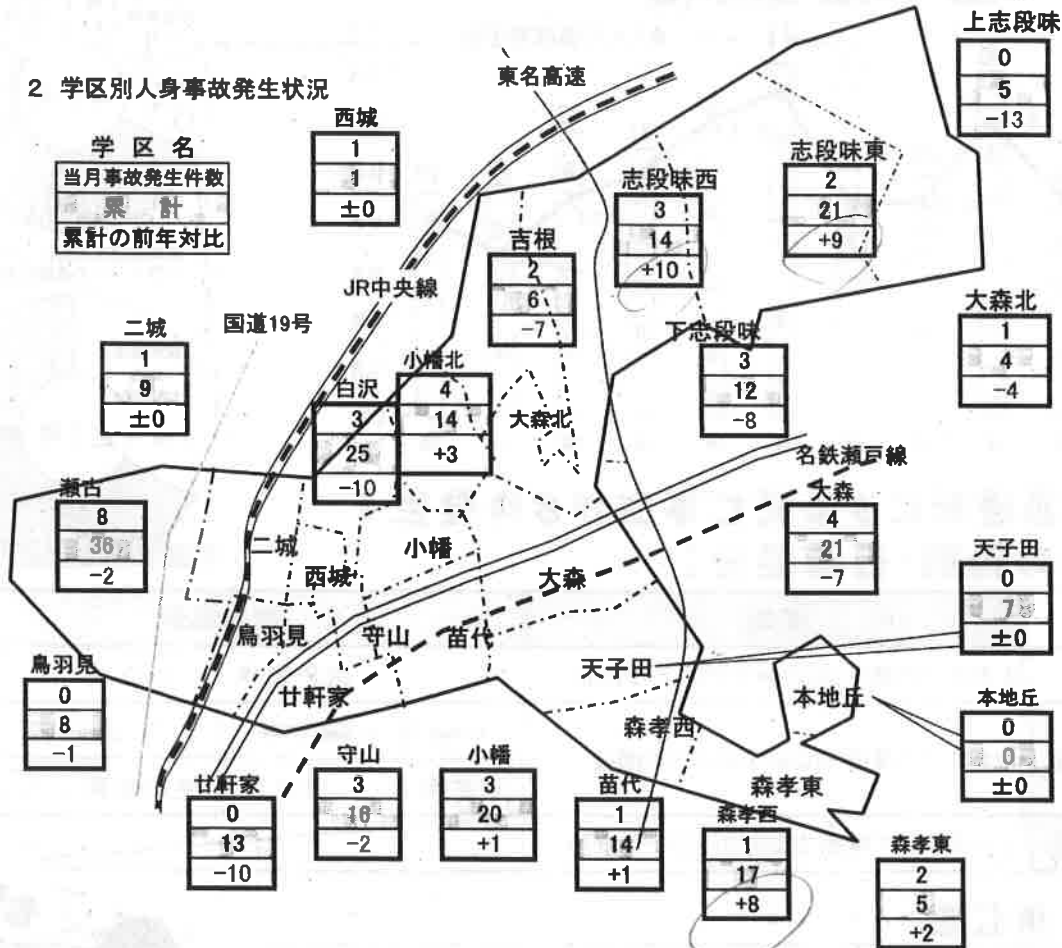 2 学区別人身事故発生状況
学区名
当月事故発生件数
累計
累計の前年対比
上志段味
0
5
-13
東名高速
西城
1
1
±0
志段味東
2
21
+9
志段味西
3
14
+10
吉根
2
6
-7
JR中央線
国道19号
大森北
1
4
-4
二城
1
9
±0
下志段味
3
12
-8
小幡北
4
14
+3
白沢
3
25
-10
大森北
名鉄瀬戸線
瀬古
8
36
-2
大森
4
21
-7
二城
西城
小幡
大森
天子田
0
7
±0
鳥羽見
守山
苗代
天子田
廿軒家
本地丘
鳥羽見
0
8
-1
森孝西
本地丘
0
0
±0
森孝東
廿軒家
0
13
-10
守山
3
16
-2
小幡
3
20
+1
苗代
1
14
+1
森孝西
1
17
+8
森孝東
2
5
+2